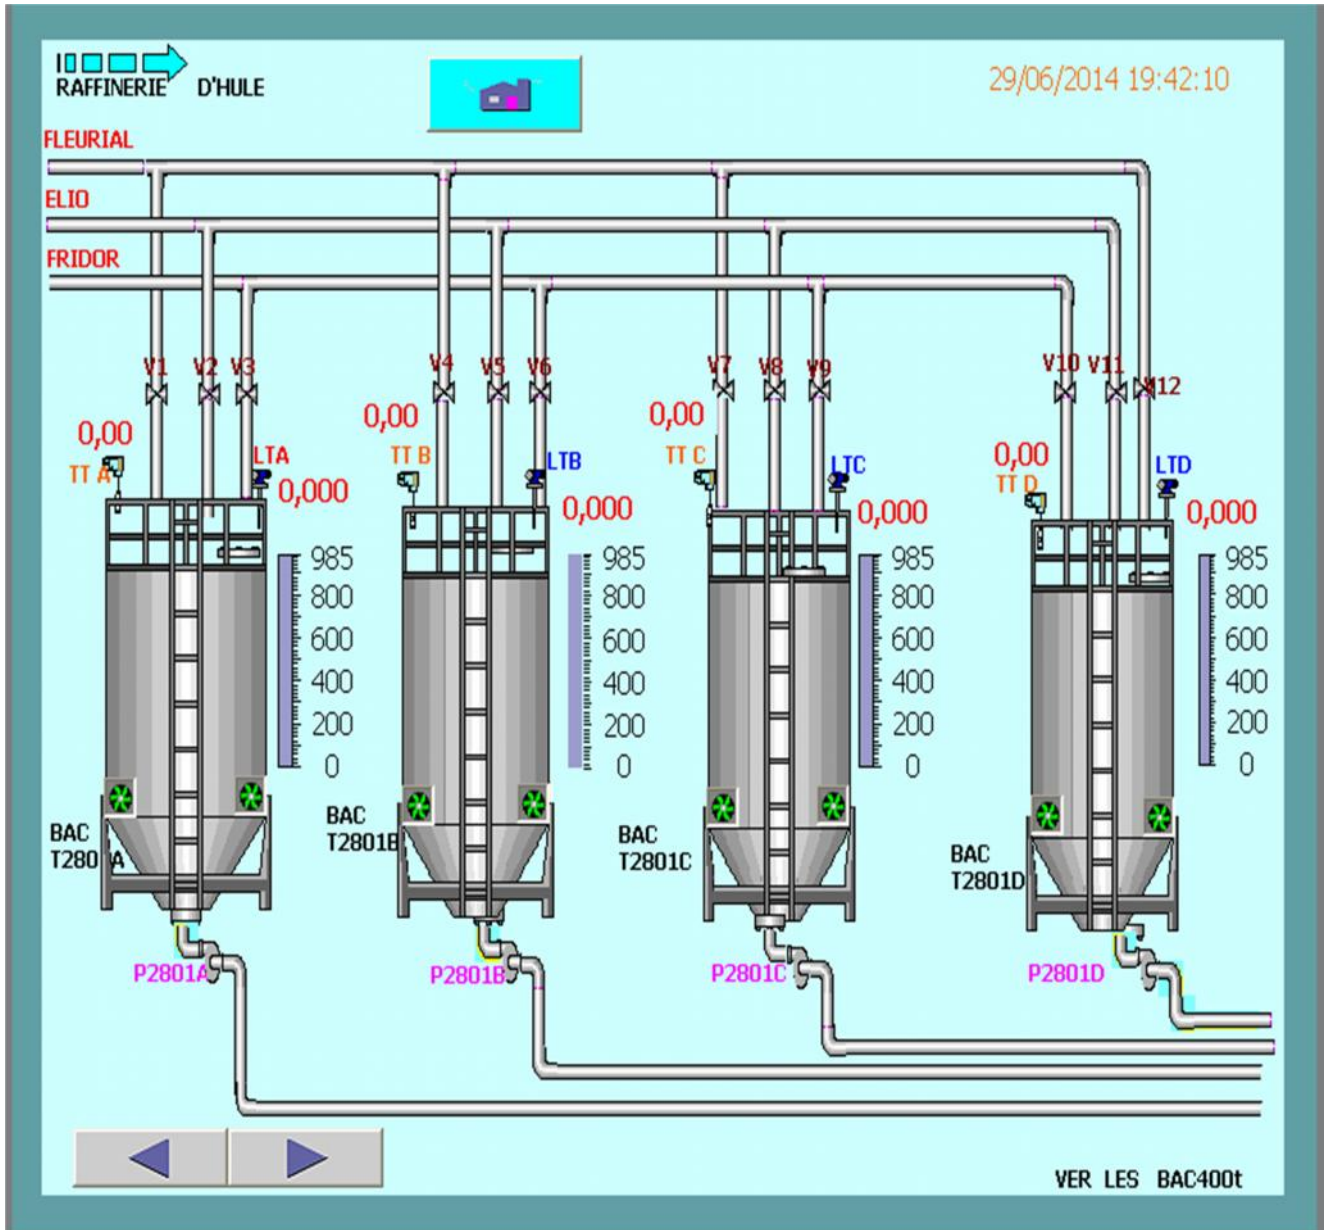 RAFFINERIE D'HULE
29/06/2014 19:42:10
FLEURIAL
ELIO
FRIDOR
V1 V2 V3 V4 V5 V6 V7 V8 V9 V10 V11 V12
0,00 0,00 0,00 0,00
TT A LTA TT B LTB TT C LTC TT D LTD
0,000 0,000 0,000 0,000
985 985 985 985
800 800 800 800
600 600 600 600
400 400 400 400
200 200 200 200
0 0 0 0
BAC BAC BAC BAC
T2801A T2801B T2801C T2801D
P2801A P2801B P2801C P2801D
VER LES BAC400t